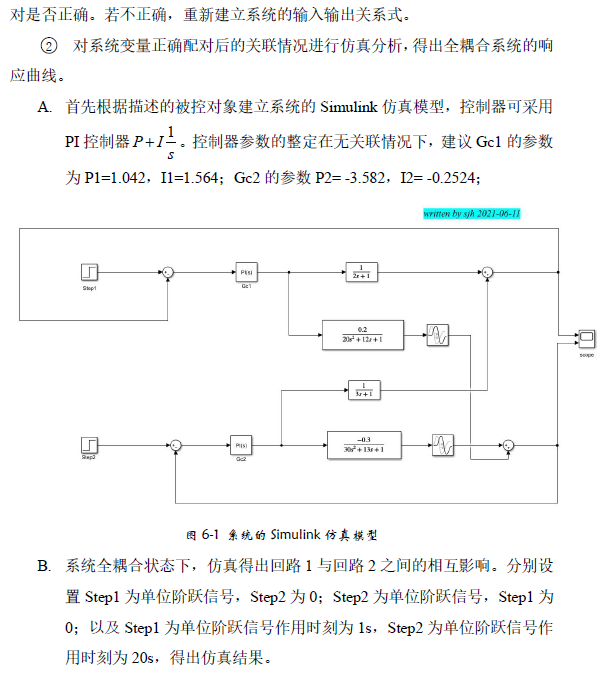 对是否正确。若不正确，重新建立系统的输入输出关系式。
② 对系统变量正确配对后的关联情况进行仿真分析，得出全耦合系统的响
应曲线。
A. 首先根据描述的被控对象建立系统的 Simulink 仿真模型，控制器可采用
PI 控制器 P+I 1/s 。控制器参数的整定在无关联情况下，建议 Gc1 的参数
为 P1=1.042，I1=1.564；Gc2 的参数 P2= -3.582，I2= -0.2524；
written by sjh 2021-06-11
Step1
PI(s)
Gc1
1
2s+1
0.2
20s²+12s+1
scope
1
3s+1
Step2
PI(s)
Gc2
-0.3
30s²+13s+1
图 6-1 系统的 Simulink 仿真模型
B. 系统全耦合状态下，仿真得出回路 1 与回路 2 之间的相互影响。分别设
置 Step1 为单位阶跃信号，Step2 为 0；Step2 为单位阶跃信号，Step1 为
0；以及 Step1 为单位阶跃信号作用时刻为 1s，Step2 为单位阶跃信号作
用时刻为 20s，得出仿真结果。